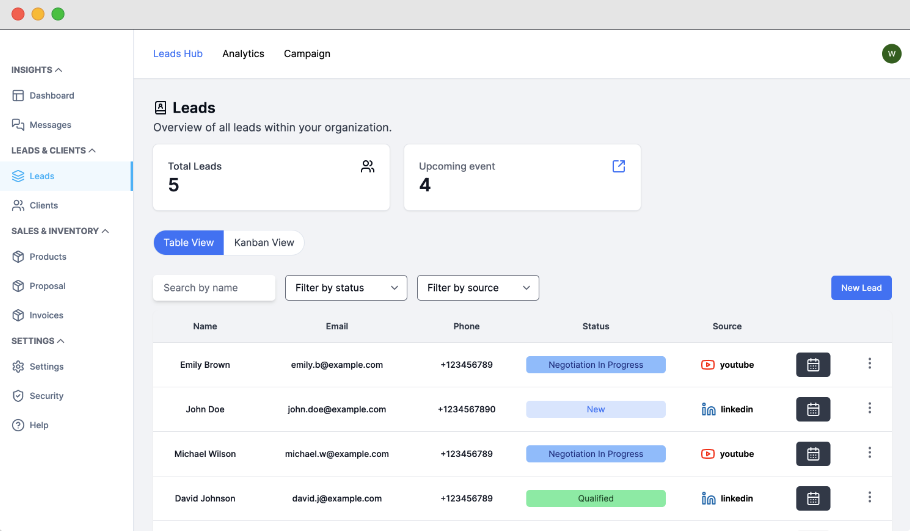 Leads Hub Analytics Campaign W
INSIGHTS
Dashboard
Messages
LEADS & CLIENTS
Leads
Clients
SALES & INVENTORY
Products
Proposal
Invoices
SETTINGS
Settings
Security
Help
Leads
Overview of all leads within your organization.
Total Leads
5
Upcoming event
4
Table View Kanban View
Search by name Filter by status Filter by source New Lead
Name Email Phone Status Source
Emily Brown emily.b@example.com +123456789 Negotiation In Progress youtube
John Doe john.doe@example.com +1234567890 New linkedin
Michael Wilson michael.w@example.com +123456789 Negotiation In Progress youtube
David Johnson david.j@example.com +123456789 Qualified linkedin